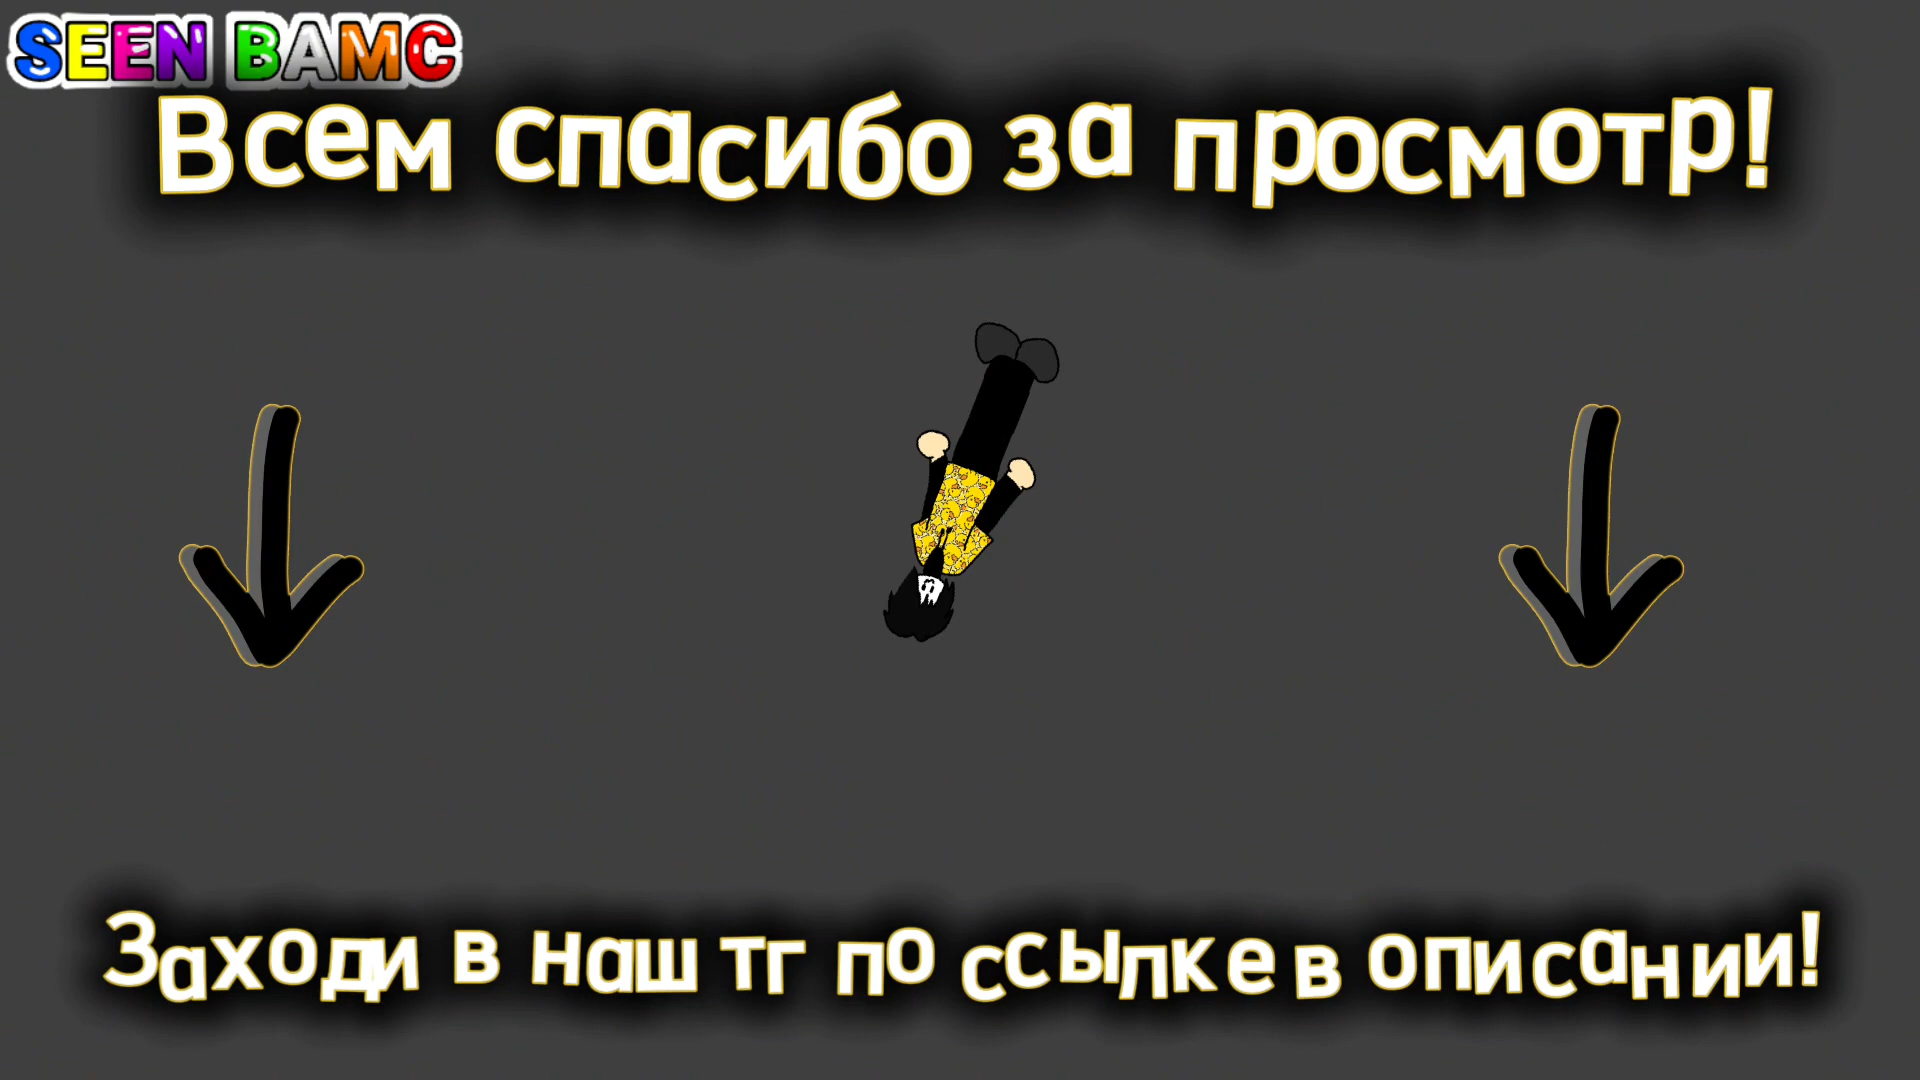 SEEN BAMC
Всем спасибо за просмотр!
Заходи в наш тг по ссылке в описании!